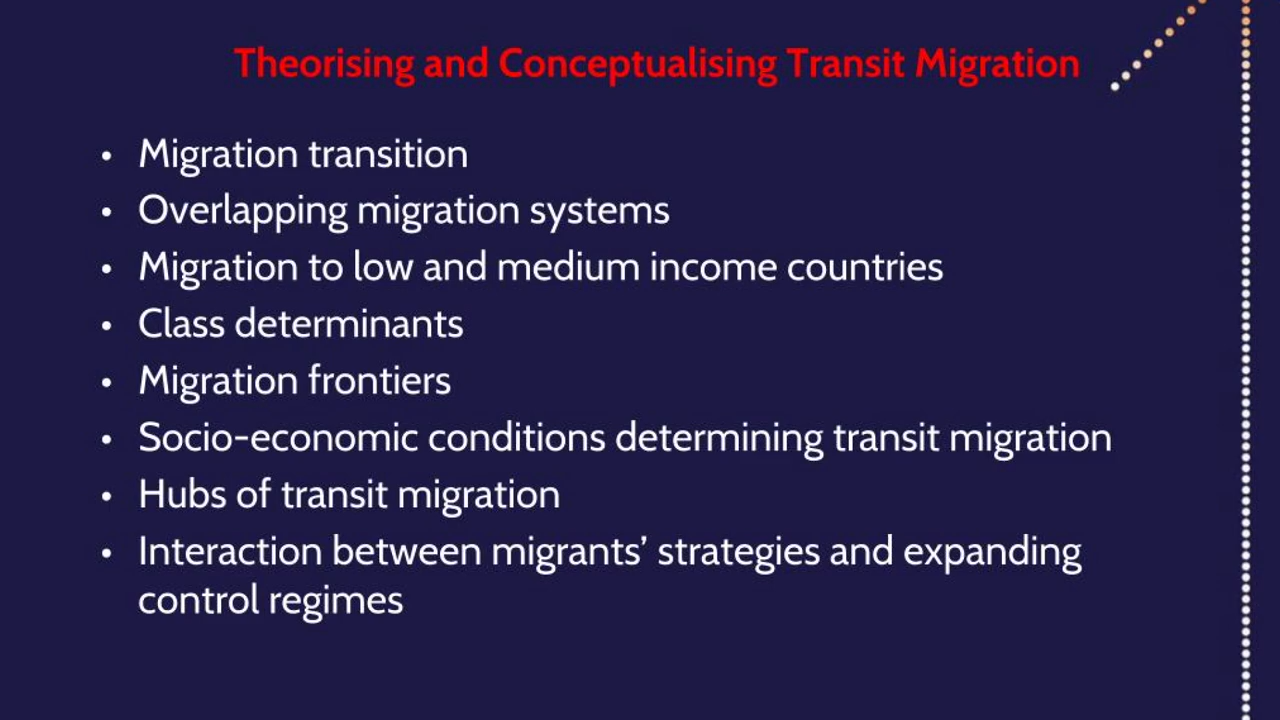 Theorising and Conceptualising Transit Migration
• Migration transition
• Overlapping migration systems
• Migration to low and medium income countries
• Class determinants
• Migration frontiers
• Socio-economic conditions determining transit migration
• Hubs of transit migration
• Interaction between migrants’ strategies and expanding
control regimes